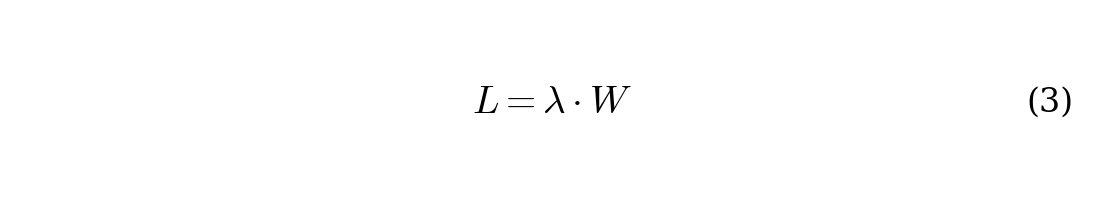 L = λ · W (3)